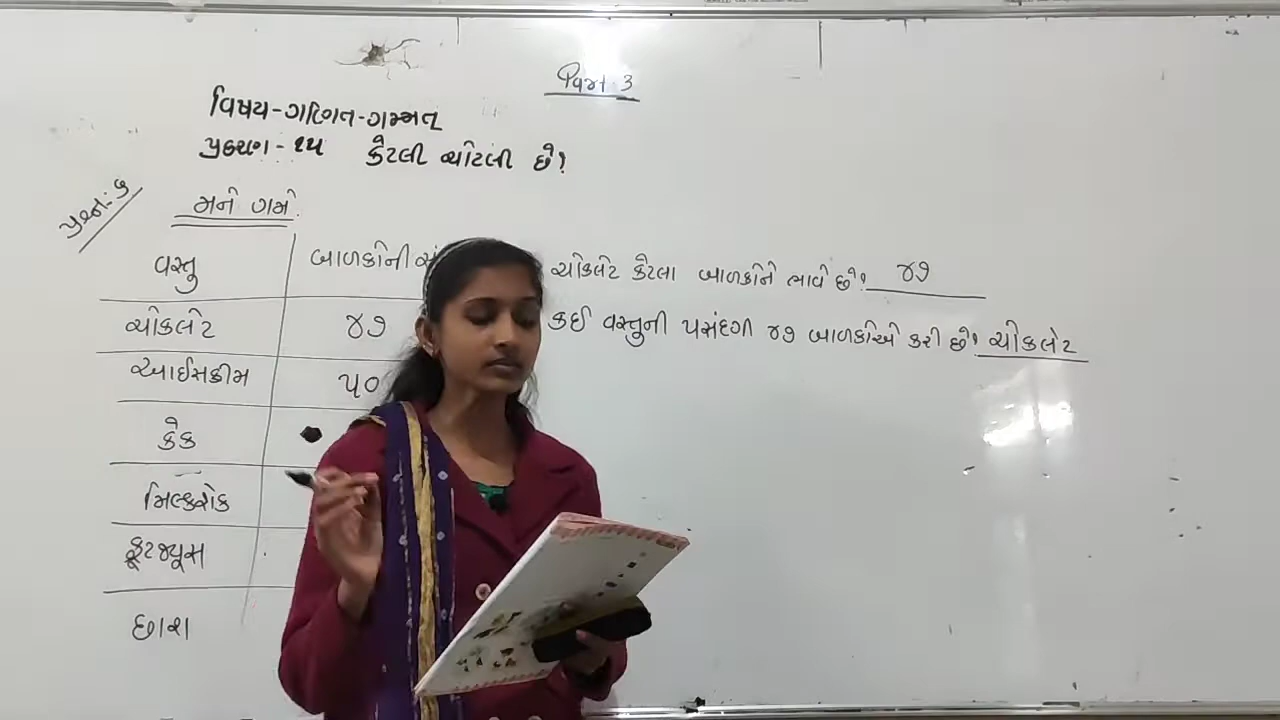 Part 3
વિષય-ગણિત-ગમ્મત
પ્રકરણ - ૧૫ કેટલી ચોટલી છે?
પ્રશ્ન: ૭
મને ગમે
વસ્તુ બાળકોની
ચોકલેટ ૪૭
આઈસક્રીમ ૫૦
કેક
મિલ્કશેક
ફ્રૂટજ્યૂસ
છાશ
ચોકલેટ કેટલા બાળકોને ભાવે છે? ૪૭
કઈ વસ્તુની પસંદગી ૪૭ બાળકોએ કરી છે? ચોકલેટ